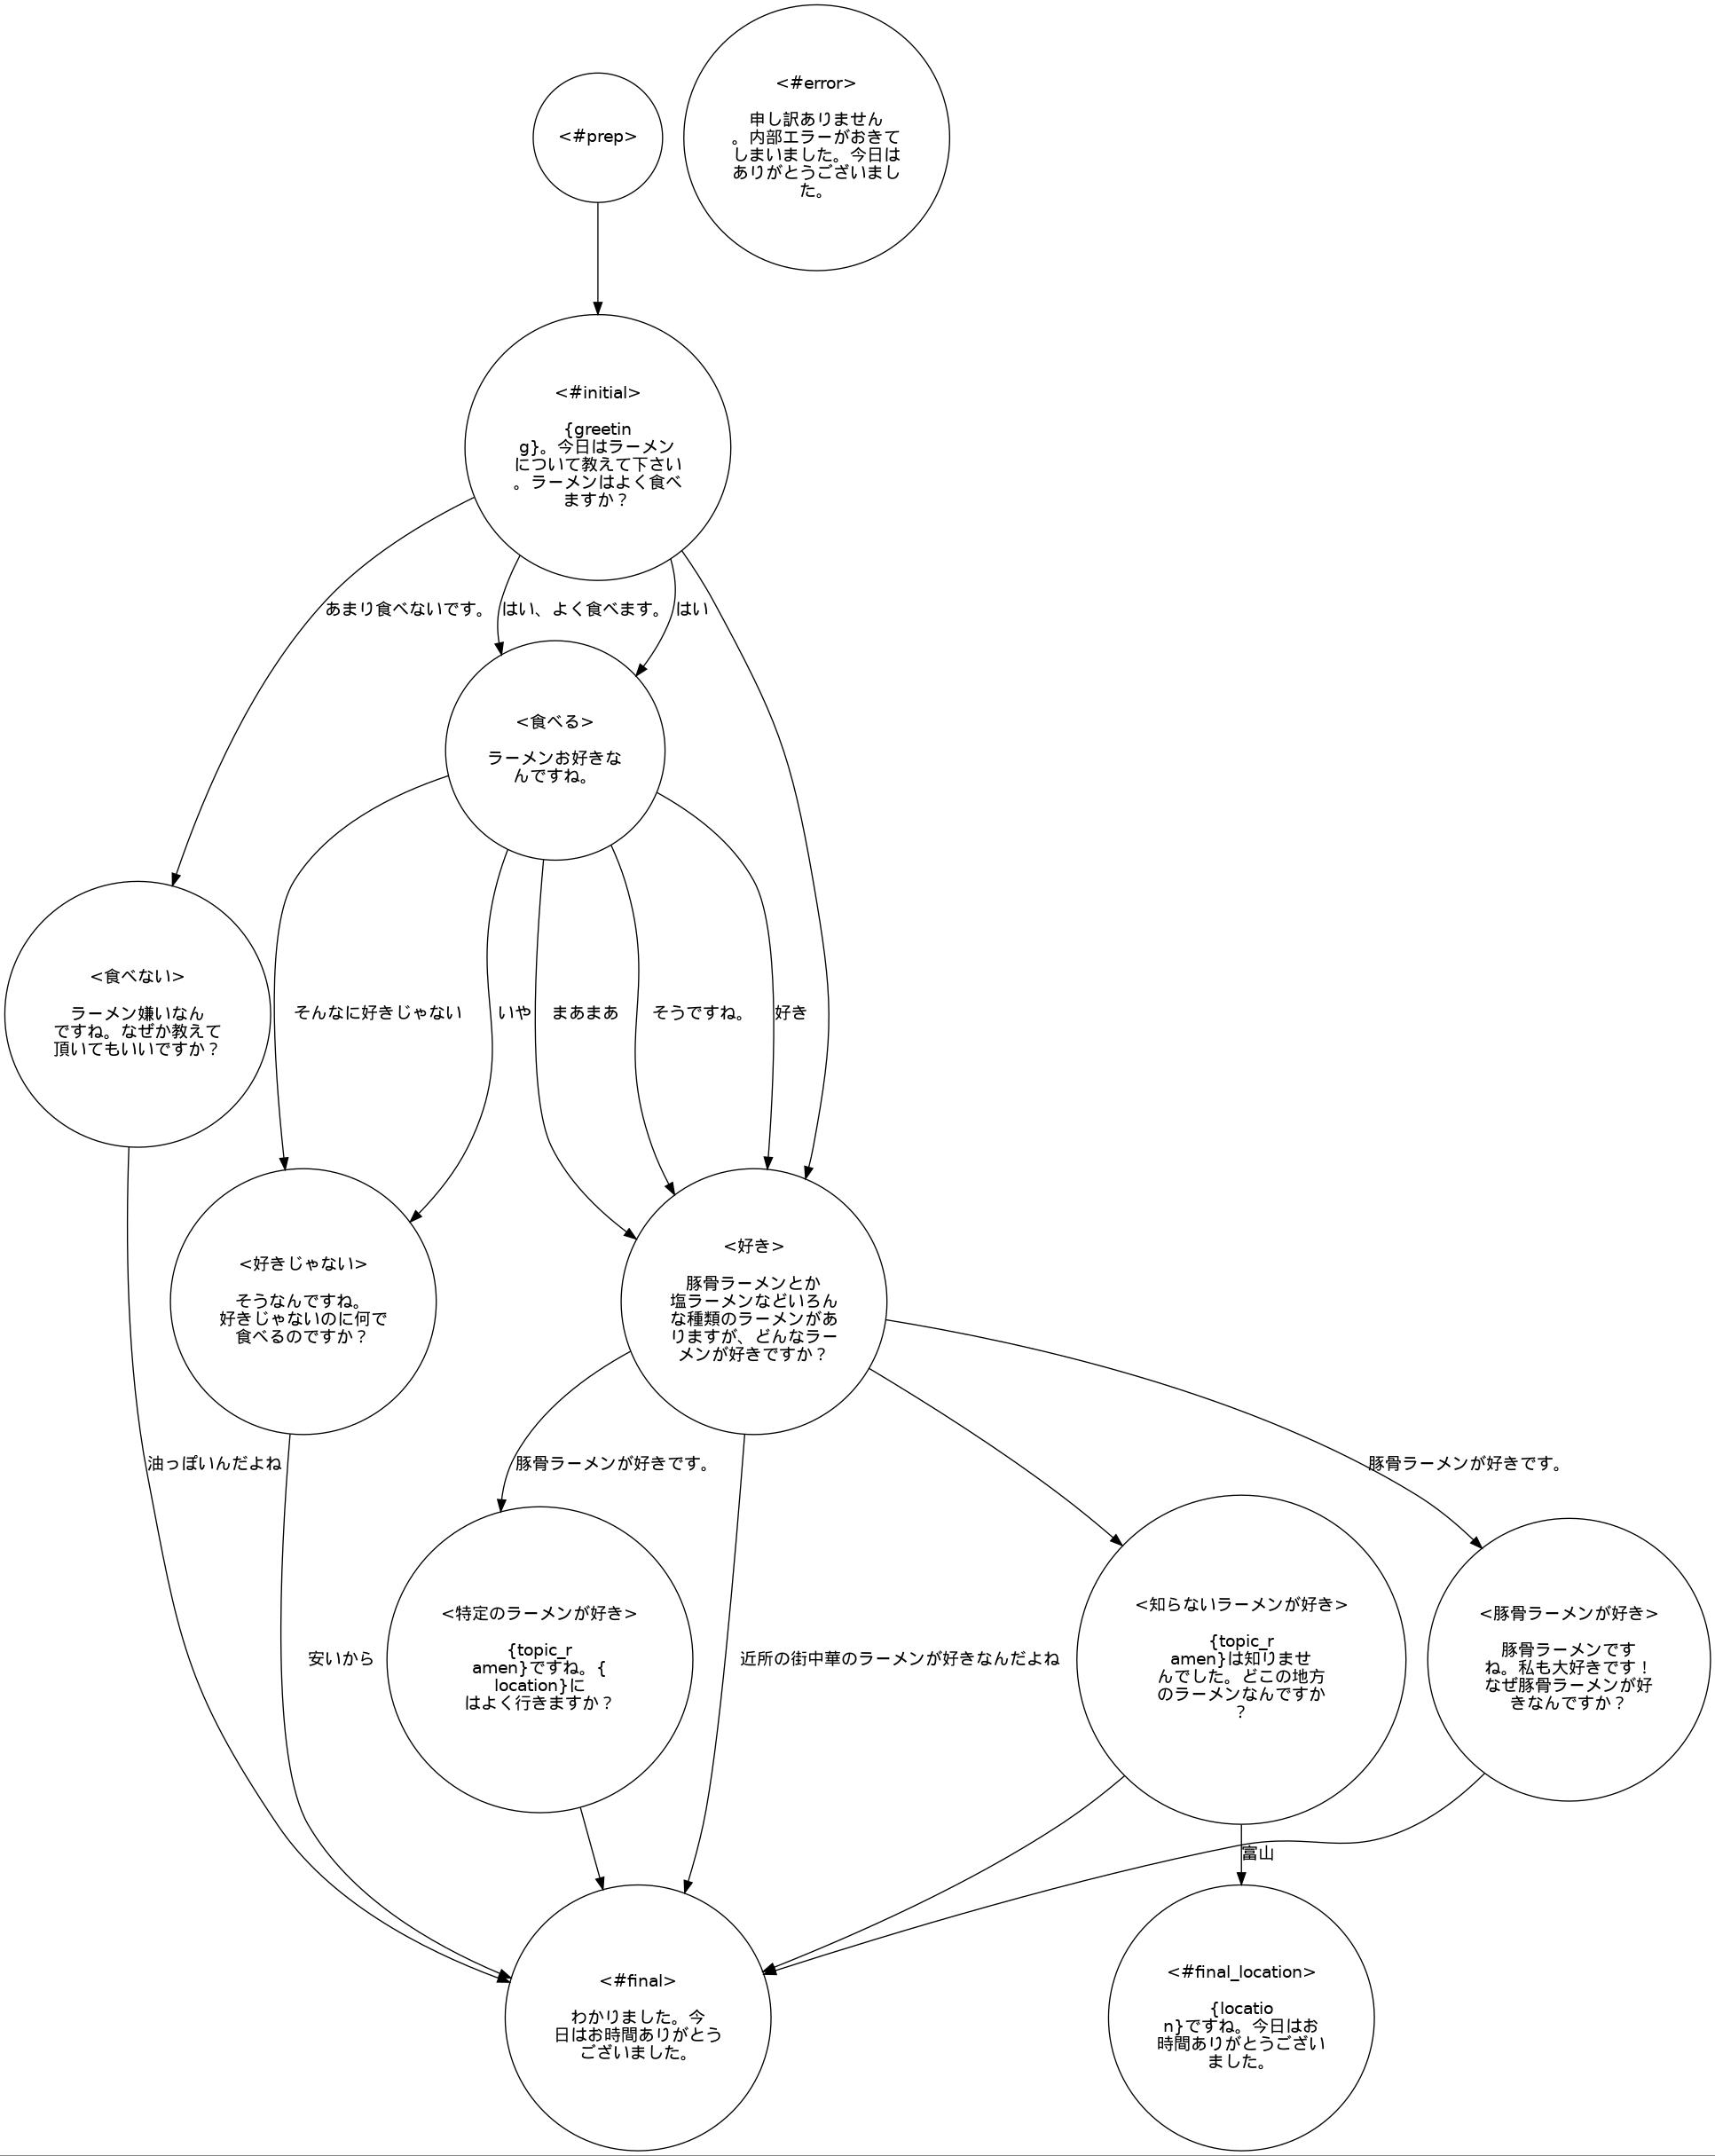 <#error>
申し訳ありません
。内部エラーがおきて
しまいました。今日は
ありがとうございまし
た。
<#prep>
<#initial>
{greetin
g}。今日はラーメン
について教えて下さい
。ラーメンはよく食べ
ますか？
あまり食べないです。
はい、よく食べます。
はい
<食べる>
ラーメンお好きな
んですね。
<食べない>
ラーメン嫌いなん
ですね。なぜか教えて
頂いてもいいですか？
そんなに好きじゃない
いや
まあまあ
そうですね。
好き
<好きじゃない>
そうなんですね。
好きじゃないのに何で
食べるのですか？
<好き>
豚骨ラーメンとか
塩ラーメンなどいろん
な種類のラーメンがあ
りますが、どんなラー
メンが好きですか？
油っぽいんだよね
豚骨ラーメンが好きです。
豚骨ラーメンが好きです。
安いから
<特定のラーメンが好き>
{topic_r
amen}ですね。{
location}に
はよく行きますか？
近所の街中華のラーメンが好きなんだよね
<知らないラーメンが好き>
{topic_r
amen}は知りませ
んでした。どこの地方
のラーメンなんですか
？
<豚骨ラーメンが好き>
豚骨ラーメンです
ね。私も大好きです！
なぜ豚骨ラーメンが好
きなんですか？
富山
<#final>
わかりました。今
日はお時間ありがとう
ございました。
<#final_location>
{locatio
n}ですね。今日はお
時間ありがとうござい
ました。